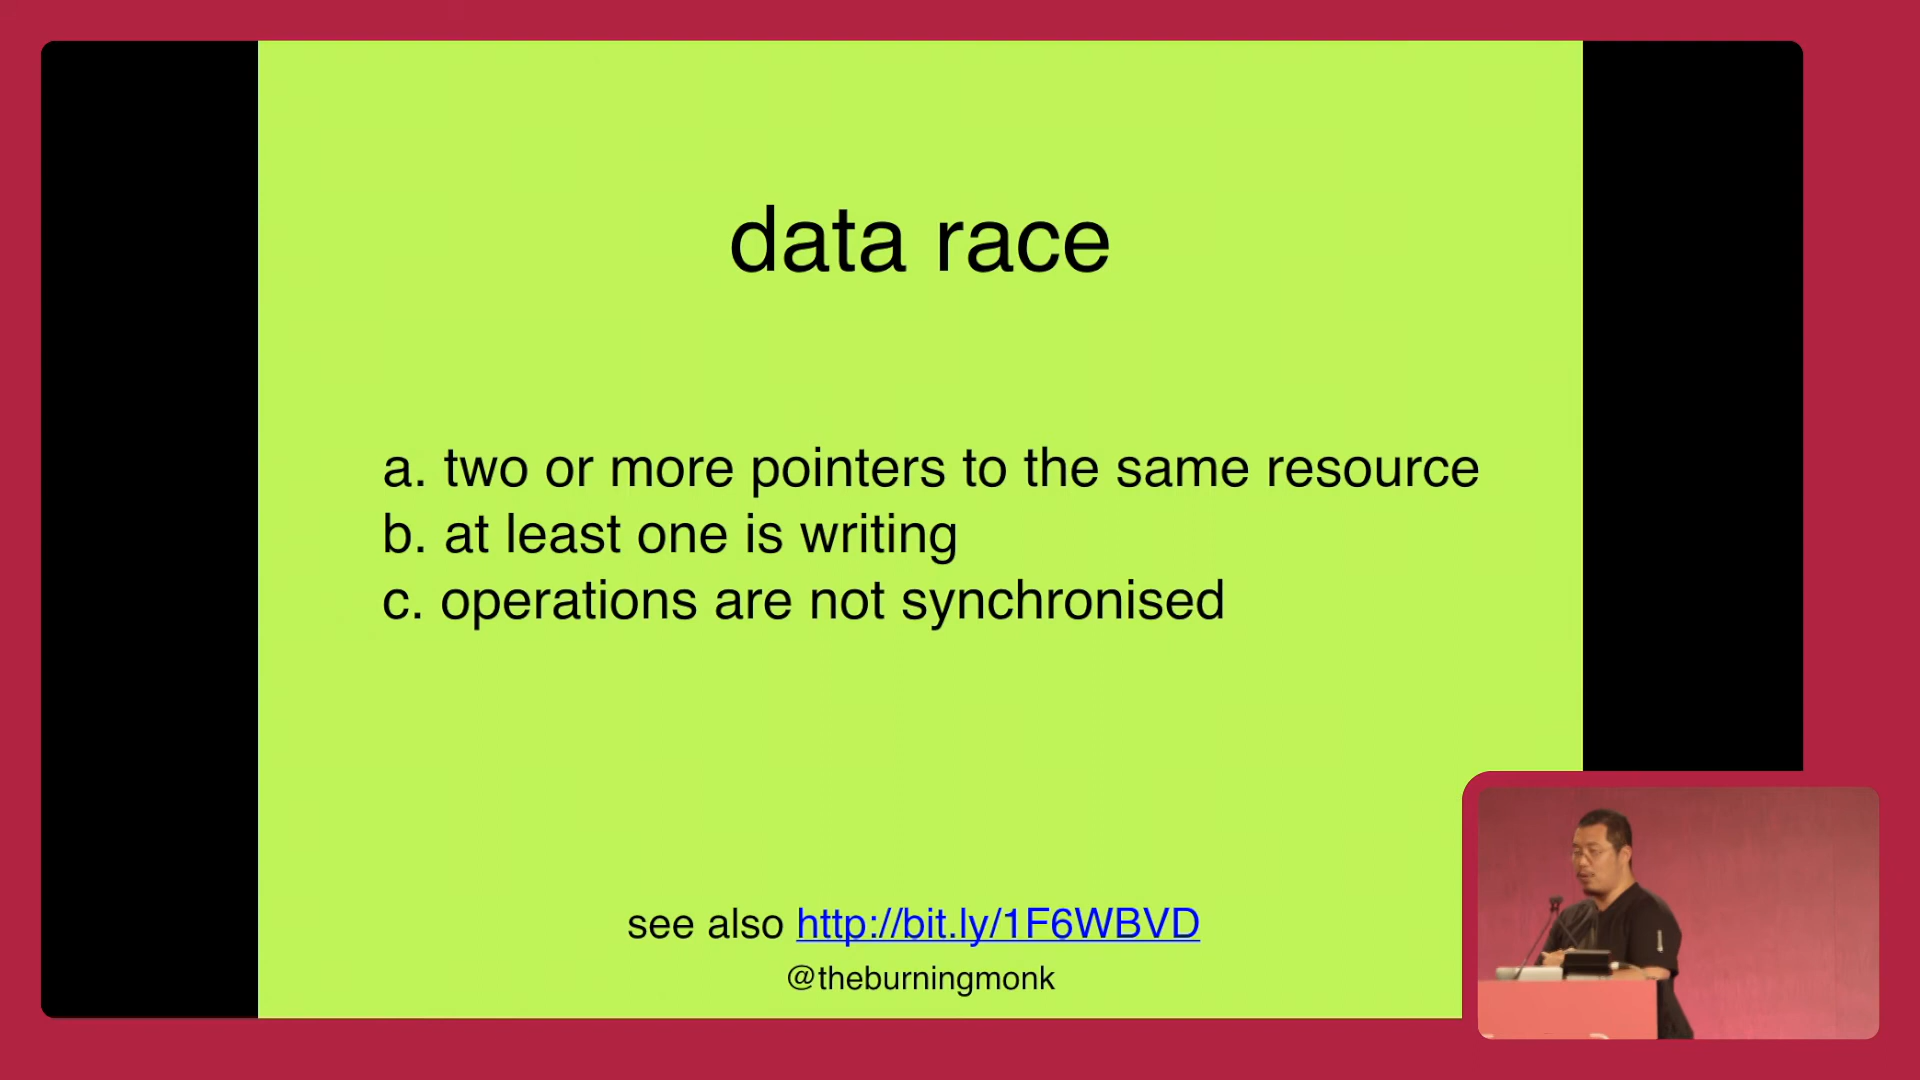 data race
a. two or more pointers to the same resource
b. at least one is writing
c. operations are not synchronised
see also http://bit.ly/1F6WBVD
@theburningmonk